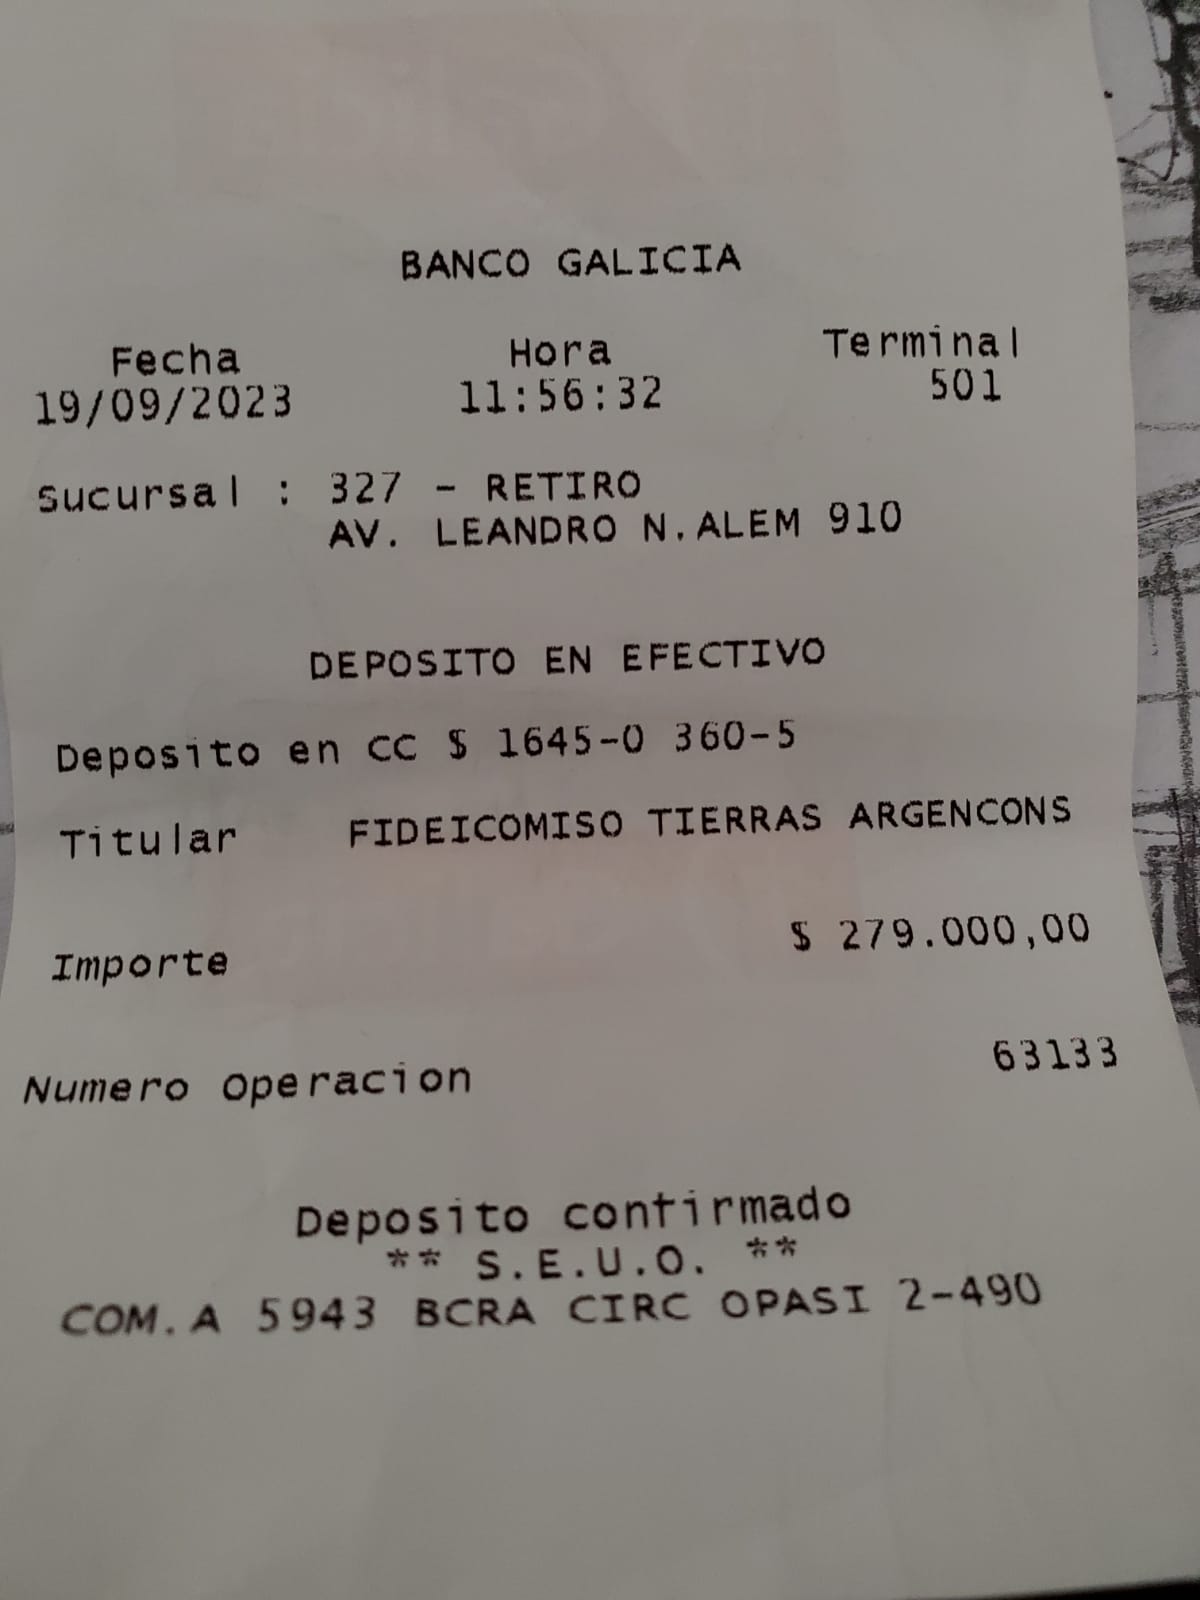 BANCO GALICIA
Fecha Hora Terminal
19/09/2023 11:56:32 501
Sucursal : 327 - RETIRO
AV. LEANDRO N.ALEM 910
DEPOSITO EN EFECTIVO
Deposito en CC $ 1645-0 360-5
Titular FIDEICOMISO TIERRAS ARGENCONS
Importe $ 279.000,00
Numero Operacion 63133
Deposito confirmado
** S.E.U.O. **
COM.A 5943 BCRA CIRC OPASI 2-490